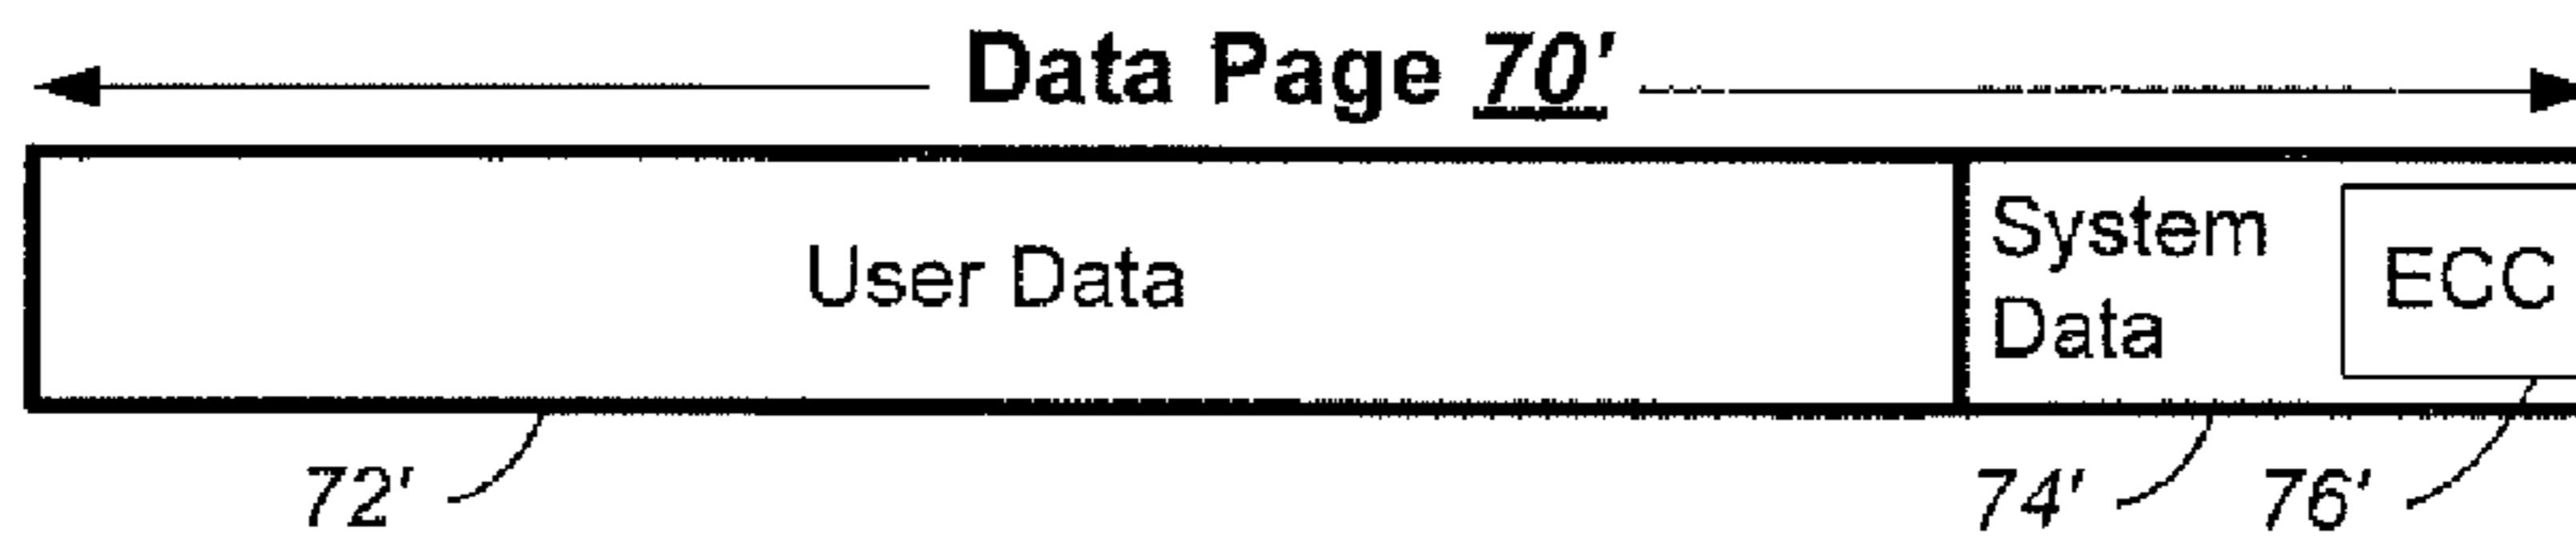 Data Page 70'
User Data
System
Data
ECC
72'
74'
76'